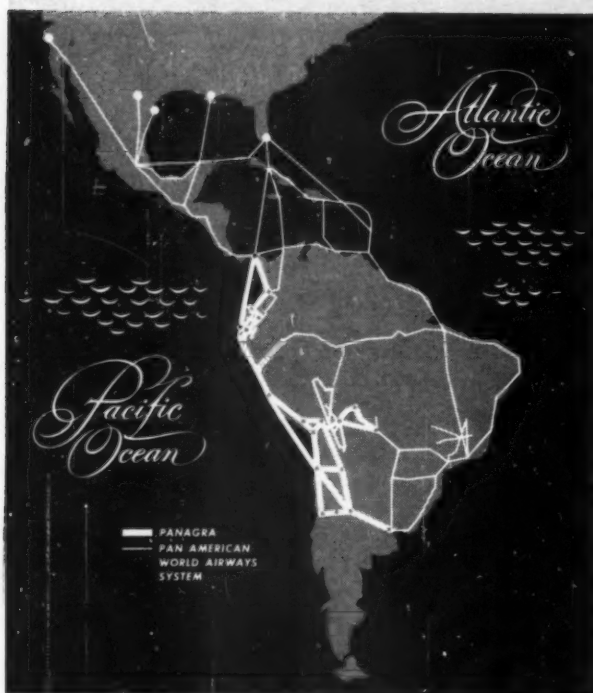 Atlantic
Ocean
Pacific
Ocean
PANAGRA
PAN AMERICAN
WORLD AIRWAYS
SYSTEM